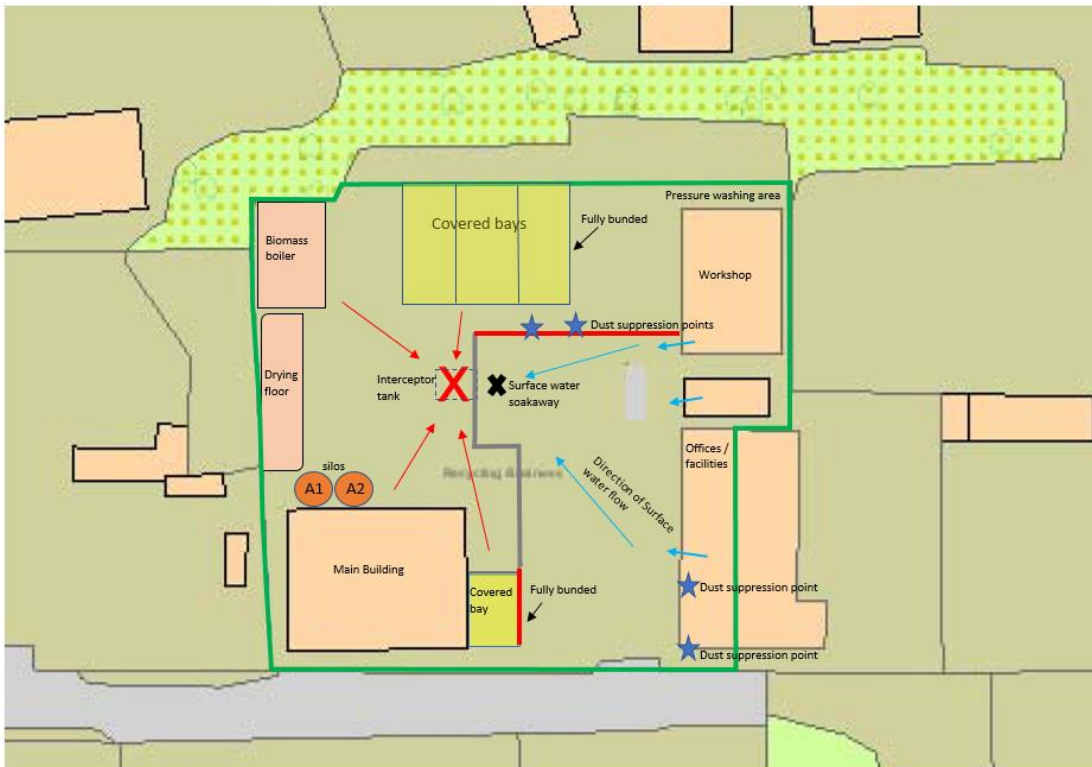 Pressure washing area
Covered bays
Fully bunded
Biomass
boiler
Workshop
Dust suppression points
Drying
floor
Interceptor
tank
Surface water
soakaway
Offices /
facilities
silos
A1
A2
Recycling Business
Direction of Surface
water flow
Main Building
Covered
bay
Fully bunded
Dust suppression point
Dust suppression point